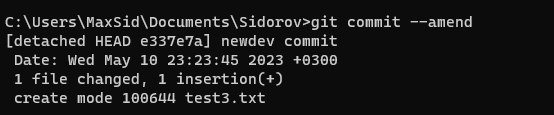 C:\Users\MaxSid\Documents\Sidorov>git commit --amend
[detached HEAD e337e7a] newdev commit
 Date: Wed May 10 23:23:45 2023 +0300
 1 file changed, 1 insertion(+)
 create mode 100644 test3.txt